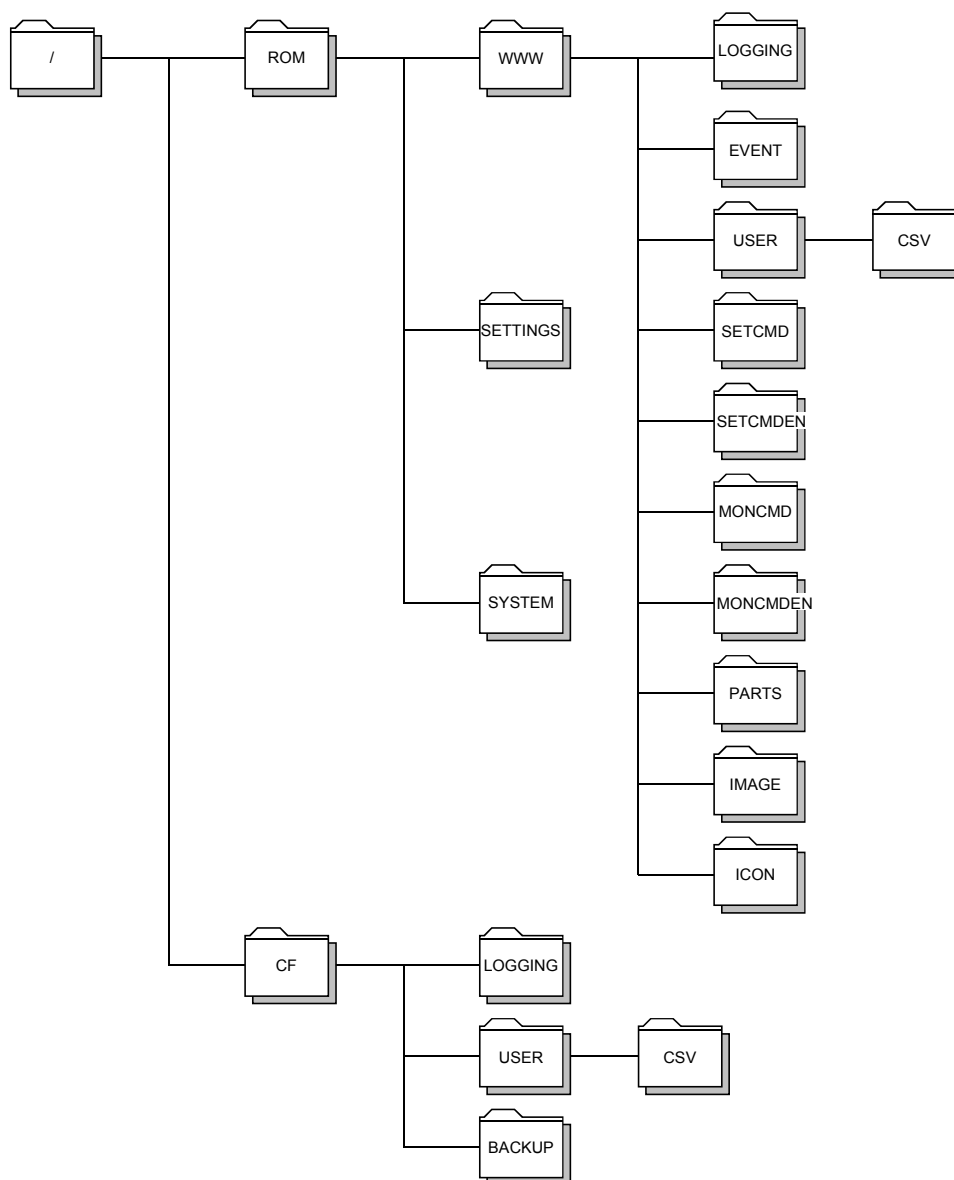 /
ROM
WWW
LOGGING
EVENT
USER
CSV
SETTINGS
SETCMD
SETCMDEN
MONCMD
SYSTEM
MONCMDEN
PARTS
IMAGE
ICON
CF
LOGGING
USER
CSV
BACKUP